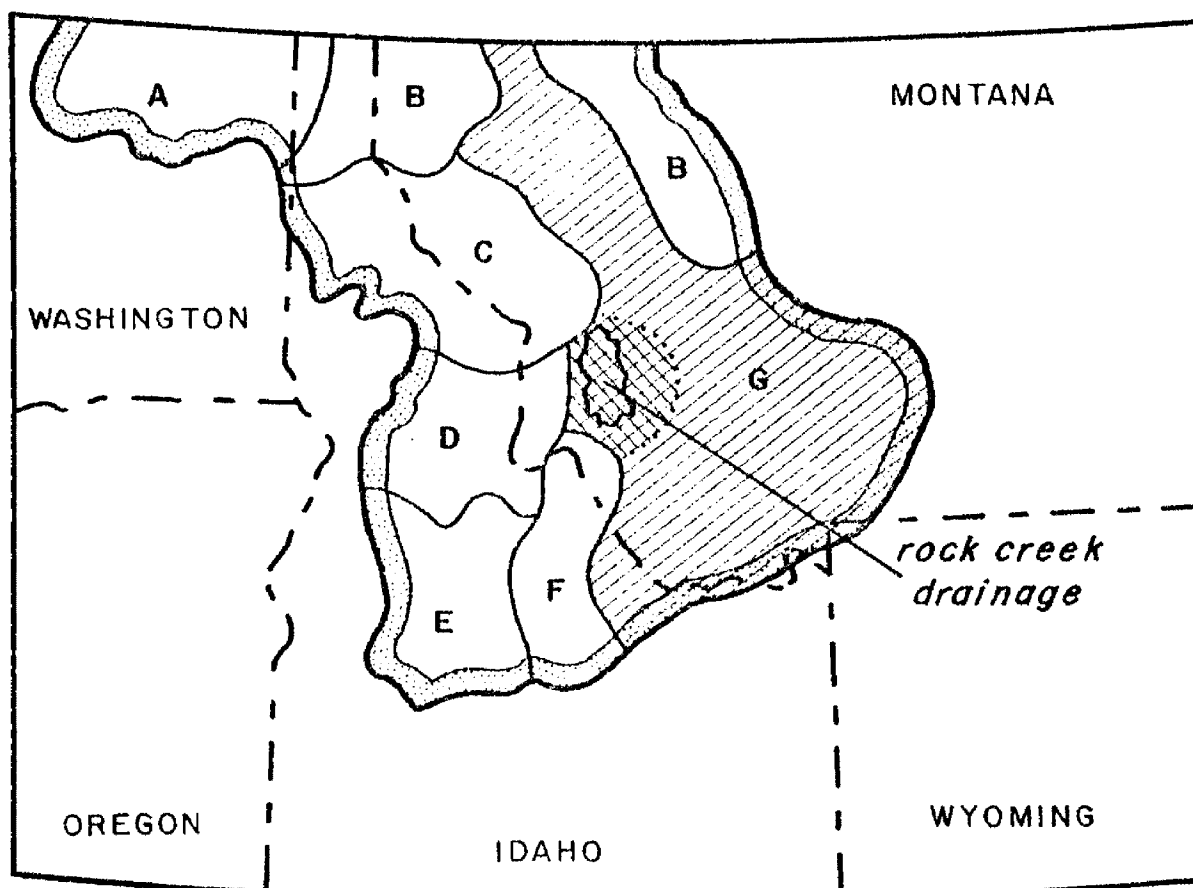 A
B
MONTANA
B
C
WASHINGTON
G
D
rock creek
drainage
F
E
OREGON
WYOMING
IDAHO